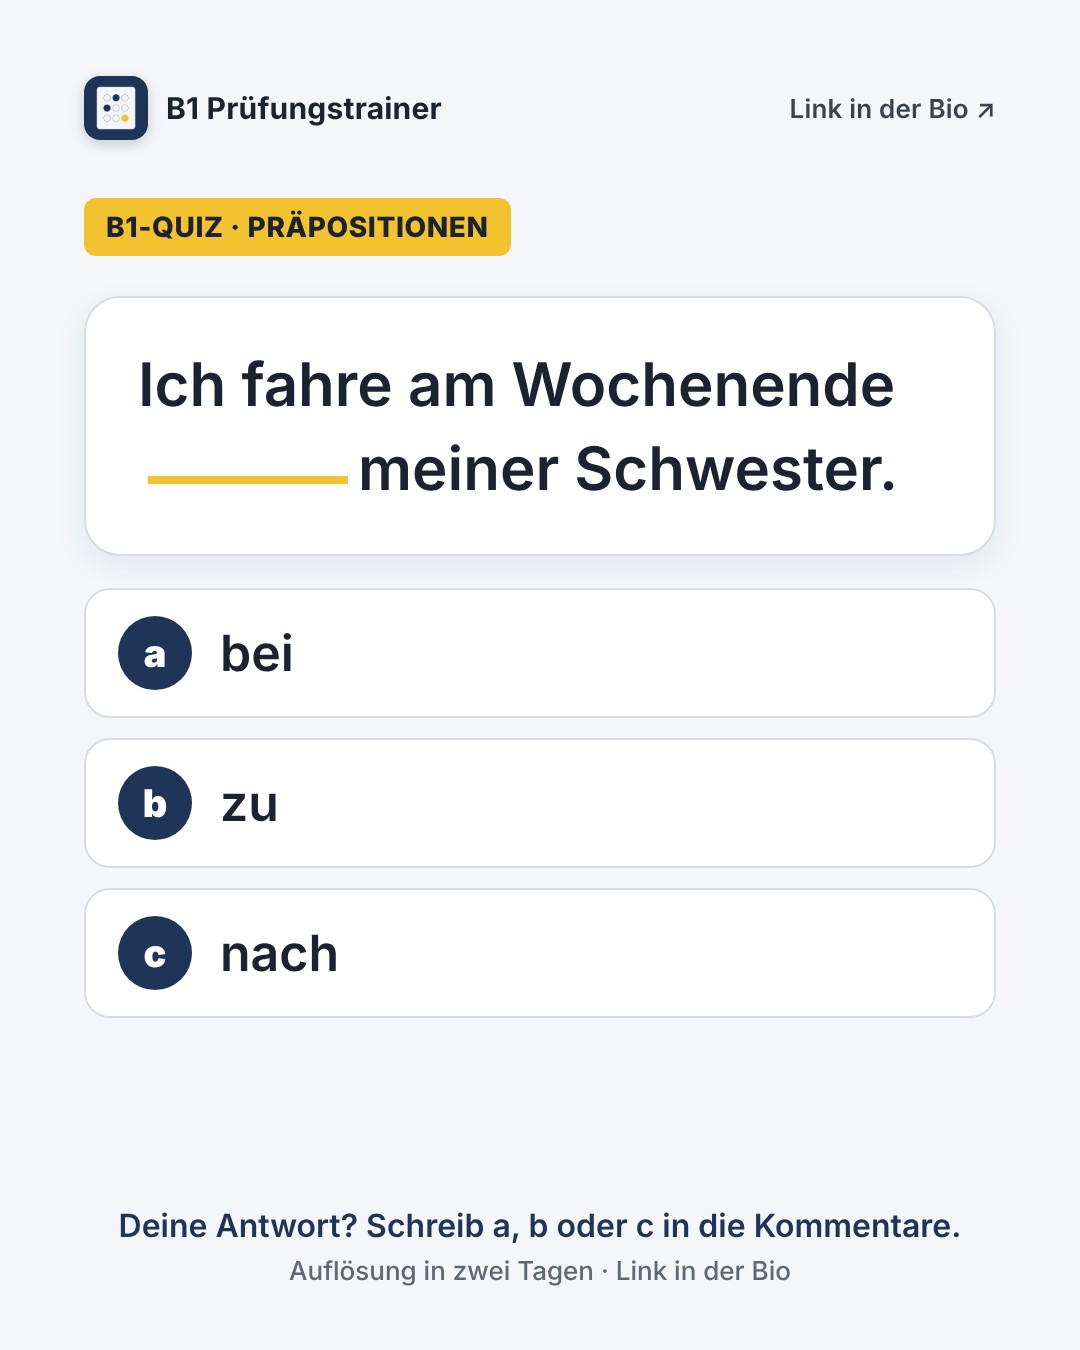 B1 Prüfungstrainer
Link in der Bio ↗
B1-QUIZ · PRÄPOSITIONEN
Ich fahre am Wochenende
______ meiner Schwester.
a bei
b zu
c nach
Deine Antwort? Schreib a, b oder c in die Kommentare.
Auflösung in zwei Tagen · Link in der Bio